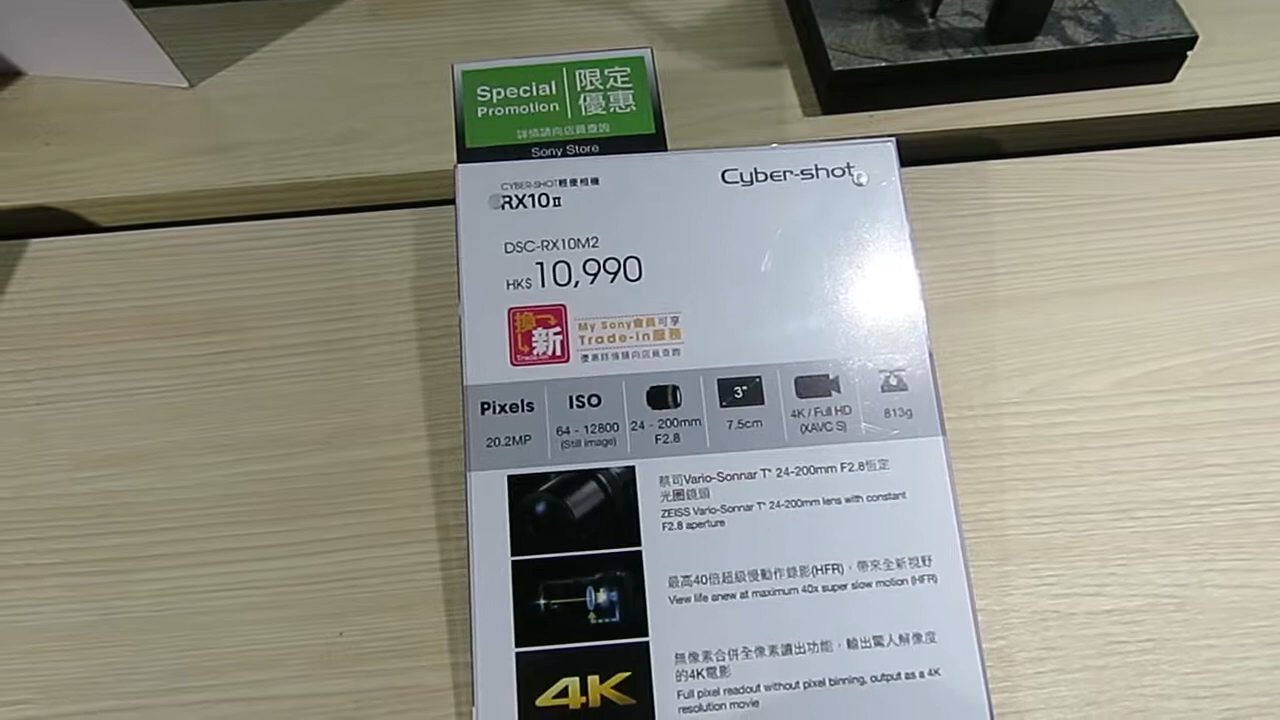 Special
Promotion
限定
優惠
詳情請向店員查詢
Sony Store
CYBER-SHOT輕便相機
RX10 II
Cyber-shot
DSC-RX10M2
HK$10,990
換
新
Trade-in
My Sony會員可享
Trade-In服務
優惠詳情請向店員查詢
Pixels
20.2MP
ISO
64 - 12800
(Still image)
24 - 200mm
F2.8
3"
7.5cm
4K / Full HD
(XAVC S)
813g
蔡司Vario-Sonnar T* 24-200mm F2.8恆定
光圈鏡頭
ZEISS Vario-Sonnar T* 24-200mm lens with constant
F2.8 aperture
最高40倍超級慢動作錄影(HFR)，帶來全新視野
View life anew at maximum 40x super slow motion (HFR)
4K
無像素合併全像素讀出功能，輸出驚人解像度
的4K電影
Full pixel readout without pixel binning, output as a 4K
resolution movie